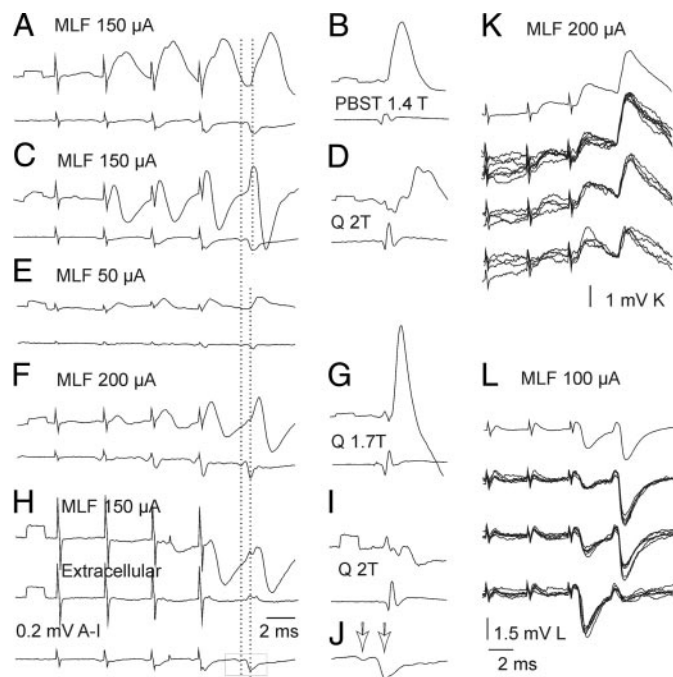 A
MLF 150 µA
B
PBST 1.4 T
K
MLF 200 µA
C
MLF 150 µA
D
Q 2T
E
MLF 50 µA
1 mV K
F
MLF 200 µA
G
Q 1.7T
L
MLF 100 µA
H
MLF 150 µA
Extracellular
I
Q 2T
0.2 mV A-I
2 ms
J
1.5 mV L
2 ms